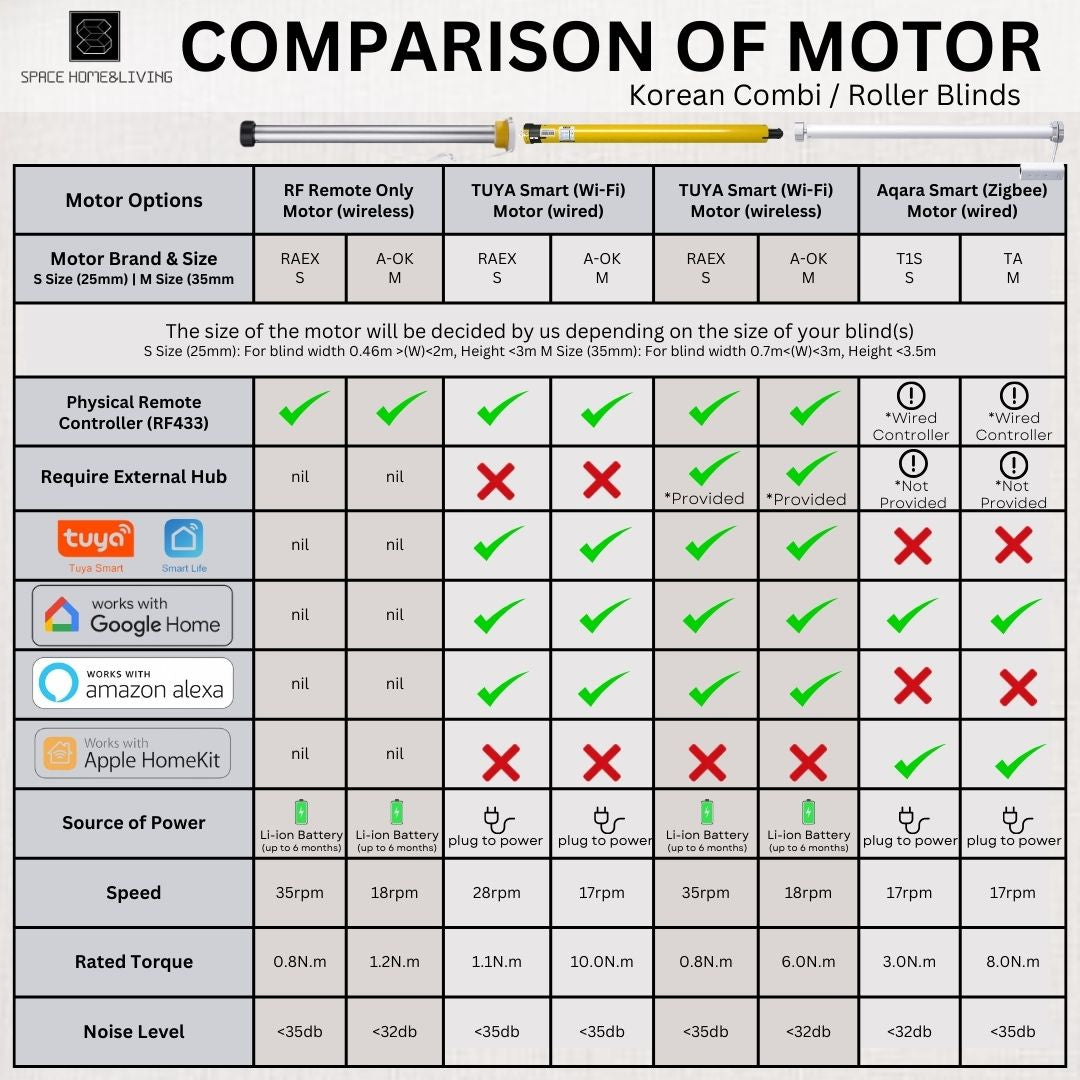 SPACE HOME&LIVING
COMPARISON OF MOTOR
Korean Combi / Roller Blinds
Motor Options
RF Remote Only
Motor (wireless)
TUYA Smart (Wi-Fi)
Motor (wired)
TUYA Smart (Wi-Fi)
Motor (wireless)
Aqara Smart (Zigbee)
Motor (wired)
Motor Brand & Size
S Size (25mm) | M Size (35mm
RAEX
S
A-OK
M
RAEX
S
A-OK
M
RAEX
S
A-OK
M
T1S
S
TA
M
The size of the motor will be decided by us depending on the size of your blind(s)
S Size (25mm): For blind width 0.46m >(W)<2m, Height <3m M Size (35mm): For blind width 0.7m<(W)<3m, Height <3.5m
Physical Remote
Controller (RF433)
*Wired
Controller
*Wired
Controller
Require External Hub
nil
nil
*Provided
*Provided
*Not
Provided
*Not
Provided
tuya
Tuya Smart
Smart Life
nil
nil
works with
Google Home
nil
nil
WORKS WITH
amazon alexa
nil
nil
Works with
Apple HomeKit
nil
nil
Source of Power
Li-ion Battery
(up to 6 months)
Li-ion Battery
(up to 6 months)
plug to power
plug to power
Li-ion Battery
(up to 6 months)
Li-ion Battery
(up to 6 months)
plug to power
plug to power
Speed
35rpm
18rpm
28rpm
17rpm
35rpm
18rpm
17rpm
17rpm
Rated Torque
0.8N.m
1.2N.m
1.1N.m
10.0N.m
0.8N.m
6.0N.m
3.0N.m
8.0N.m
Noise Level
<35db
<32db
<35db
<35db
<35db
<32db
<32db
<35db